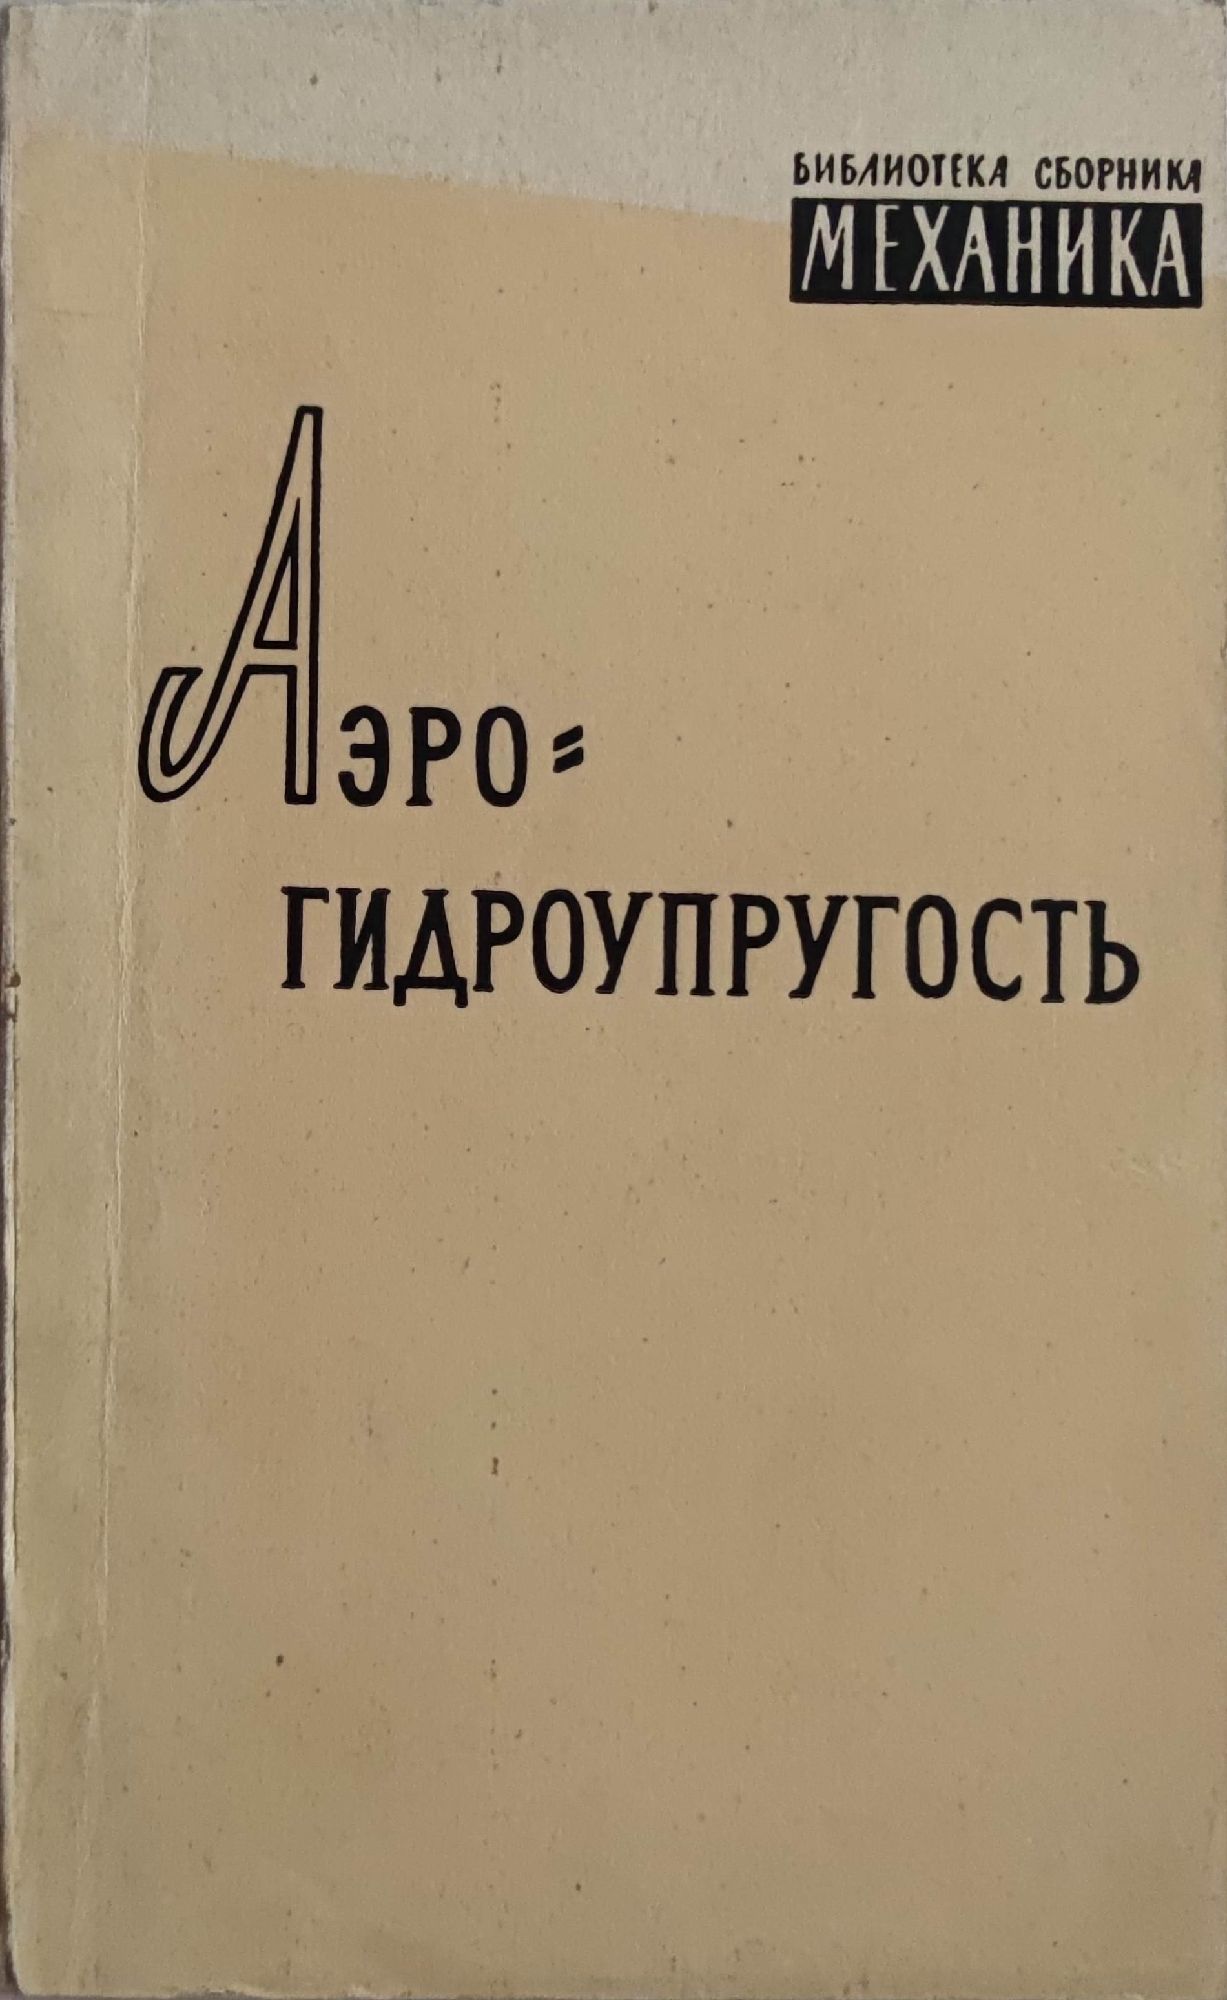 БИБЛИОТЕКА СБОРНИКА
МЕХАНИКА
АЭРО=
ГИДРОУПРУГОСТЬ